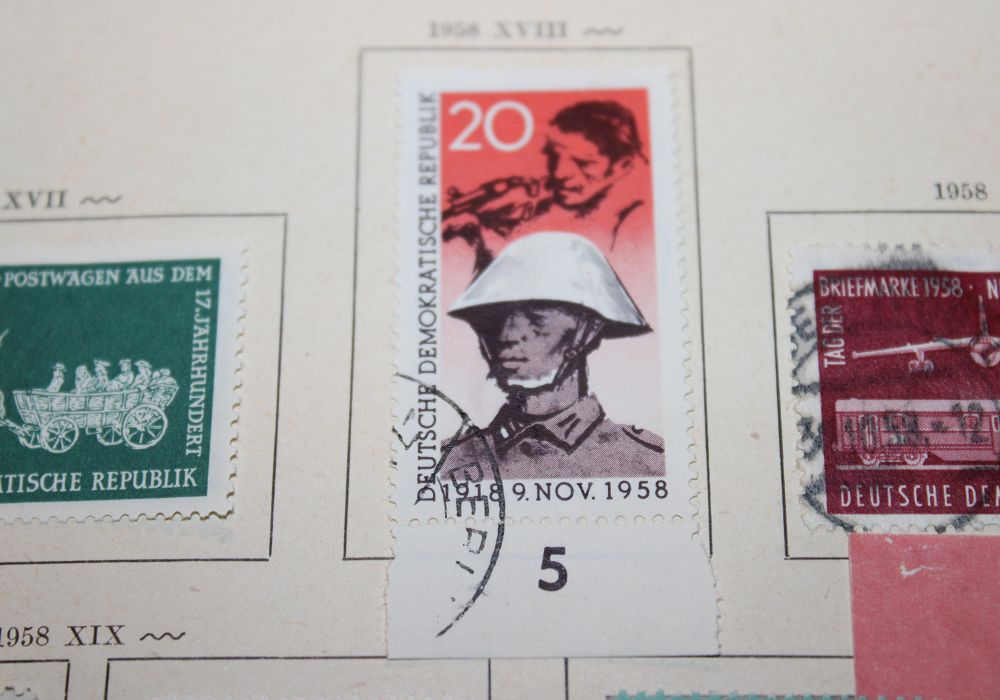 1958 XVIII
XVII
1958
20
DEUTSCHE DEMOKRATISCHE REPUBLIK
1918 9. NOV. 1958
5
BERL
POSTWAGEN AUS DEM
17. JAHRHUNDERT
ATISCHE REPUBLIK
TAG DER
BRIEFMARKE 1958 · N
DEUTSCHE DEM
1958 XIX